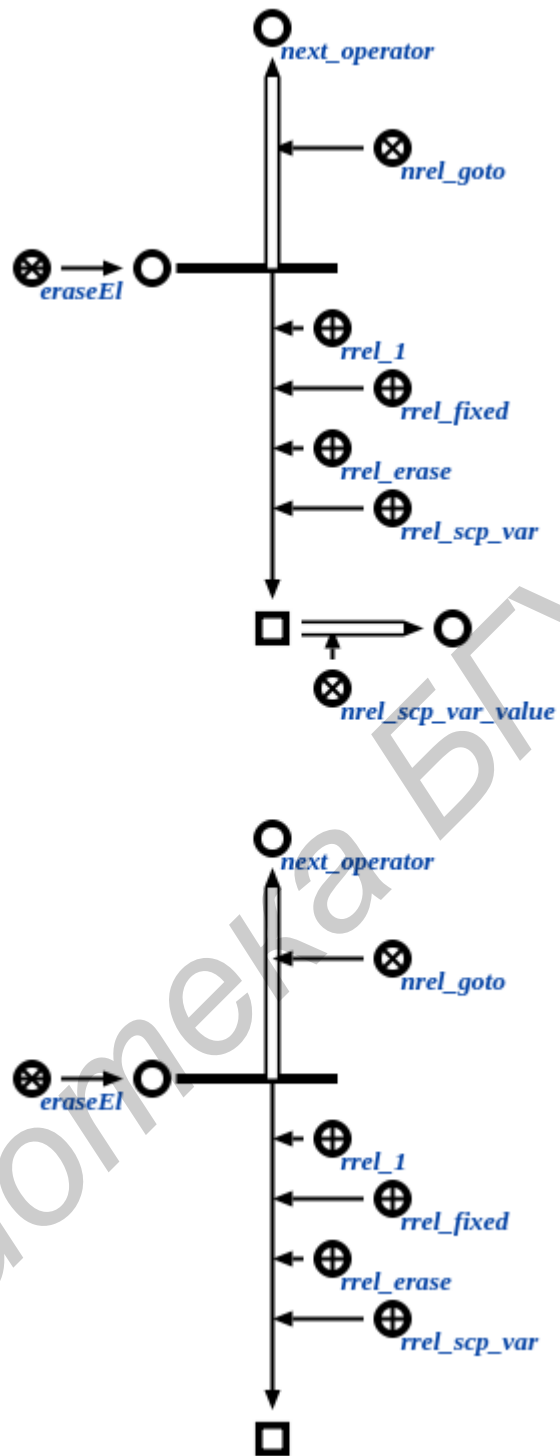 next_operator
nrel_goto
eraseEl
rrel_1
rrel_fixed
rrel_erase
rrel_scp_var
nrel_scp_var_value
next_operator
nrel_goto
eraseEl
rrel_1
rrel_fixed
rrel_erase
rrel_scp_var